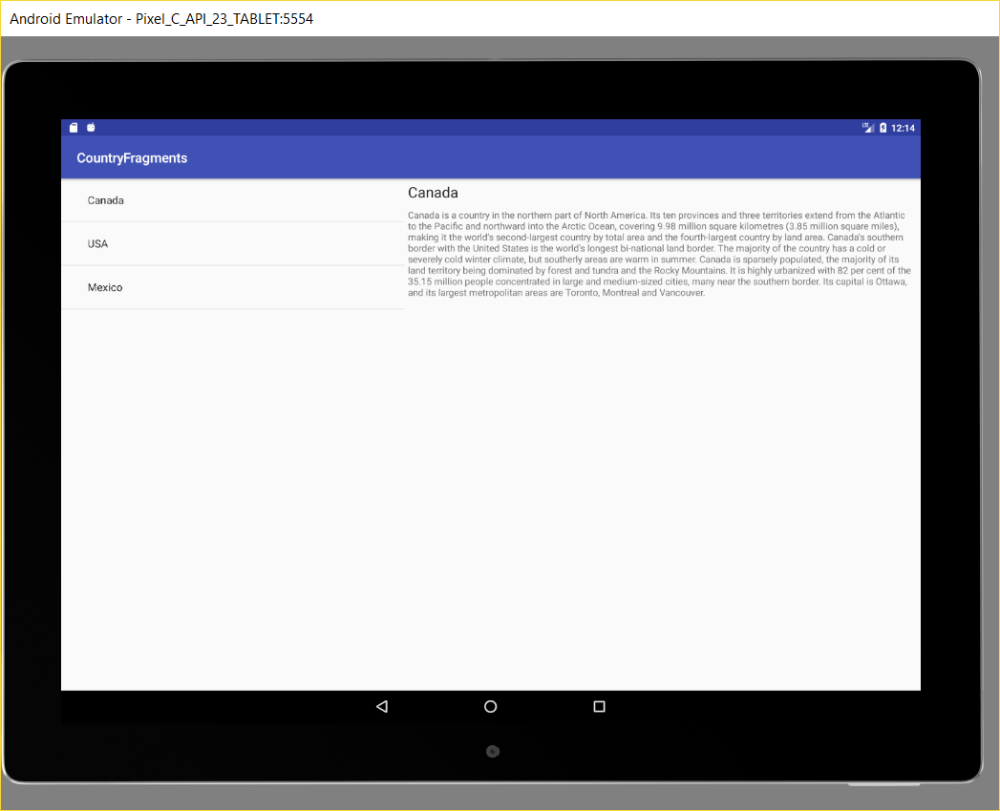 Android Emulator - Pixel_C_API_23_TABLET:5554
LTE 12:14
CountryFragments
Canada
USA
Mexico
Canada
Canada is a country in the northern part of North America. Its ten provinces and three territories extend from the Atlantic
to the Pacific and northward into the Arctic Ocean, covering 9.98 million square kilometres (3.85 million square miles),
making it the world's second-largest country by total area and the fourth-largest country by land area. Canada's southern
border with the United States is the world's longest bi-national land border. The majority of the country has a cold or
severely cold winter climate, but southerly areas are warm in summer. Canada is sparsely populated, the majority of its
land territory being dominated by forest and tundra and the Rocky Mountains. It is highly urbanized with 82 per cent of the
35.15 million people concentrated in large and medium-sized cities, many near the southern border. Its capital is Ottawa,
and its largest metropolitan areas are Toronto, Montreal and Vancouver.